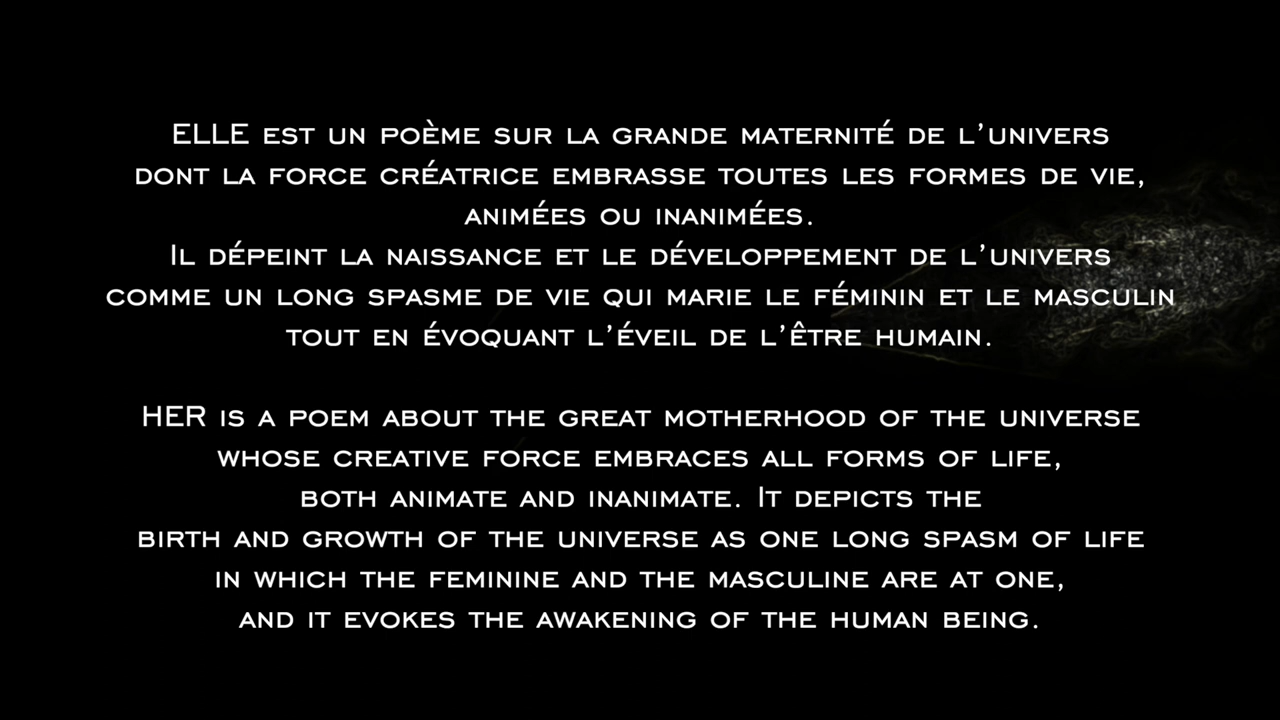 ELLE EST UN POÈME SUR LA GRANDE MATERNITÉ DE L’UNIVERS
DONT LA FORCE CRÉATRICE EMBRASSE TOUTES LES FORMES DE VIE,
ANIMÉES OU INANIMÉES.
IL DÉPEINT LA NAISSANCE ET LE DÉVELOPPEMENT DE L’UNIVERS
COMME UN LONG SPASME DE VIE QUI MARIE LE FÉMININ ET LE MASCULIN
TOUT EN ÉVOQUANT L’ÉVEIL DE L’ÊTRE HUMAIN.
HER IS A POEM ABOUT THE GREAT MOTHERHOOD OF THE UNIVERSE
WHOSE CREATIVE FORCE EMBRACES ALL FORMS OF LIFE,
BOTH ANIMATE AND INANIMATE. IT DEPICTS THE
BIRTH AND GROWTH OF THE UNIVERSE AS ONE LONG SPASM OF LIFE
IN WHICH THE FEMININE AND THE MASCULINE ARE AT ONE,
AND IT EVOKES THE AWAKENING OF THE HUMAN BEING.